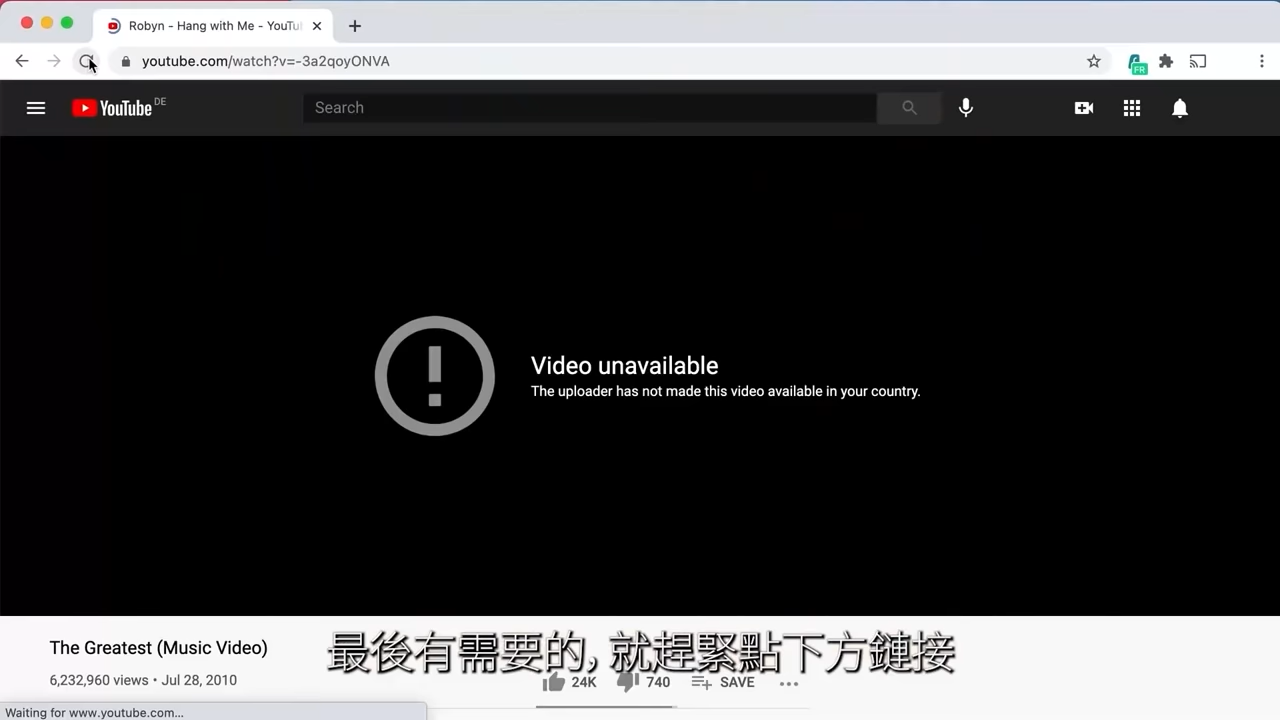 Robyn - Hang with Me - YouTu
youtube.com/watch?v=-3a2qoyONVA
FR
YouTube DE
Search
Video unavailable
The uploader has not made this video available in your country.
The Greatest (Music Video)
最後有需要的, 就趕緊點下方鏈接
6,232,960 views • Jul 28, 2010
24K
740
SAVE
Waiting for www.youtube.com...